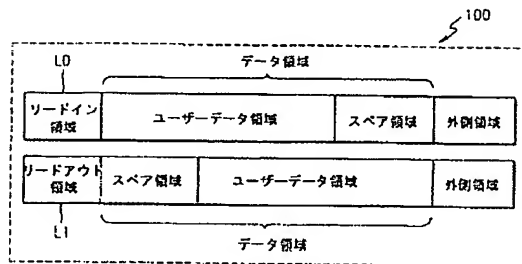 100
L0
データ領域
リードイン
領域
ユーザーデータ領域
スペア領域
外側領域
リードアウト
領域
スペア領域
ユーザーデータ領域
外側領域
L1
データ領域